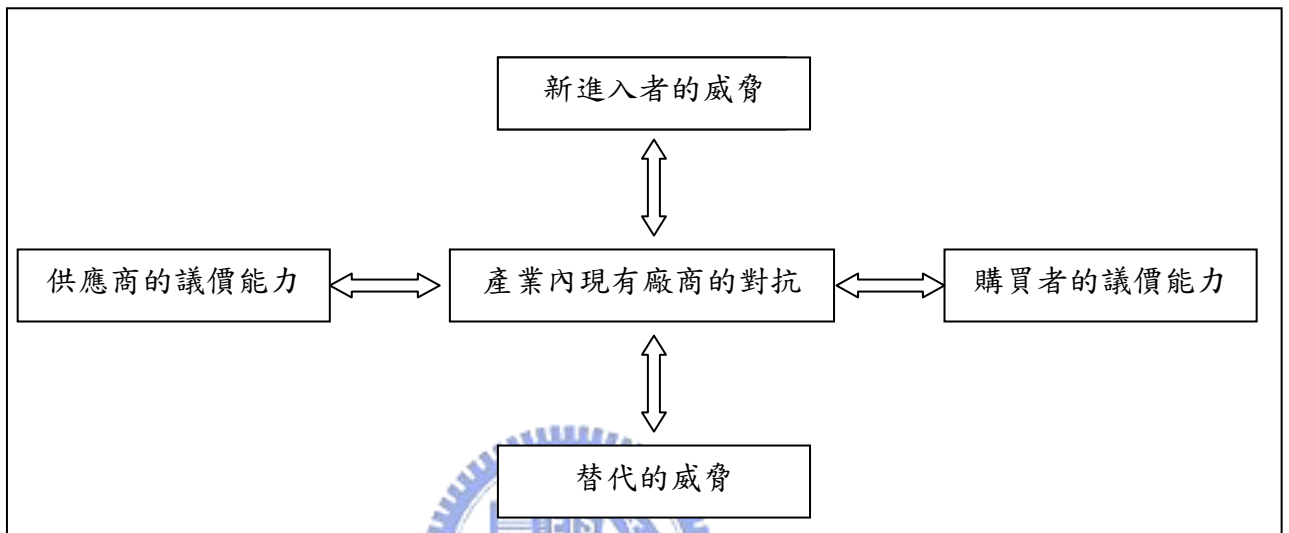 新進入者的威脅
供應商的議價能力
產業內現有廠商的對抗
購買者的議價能力
替代的威脅